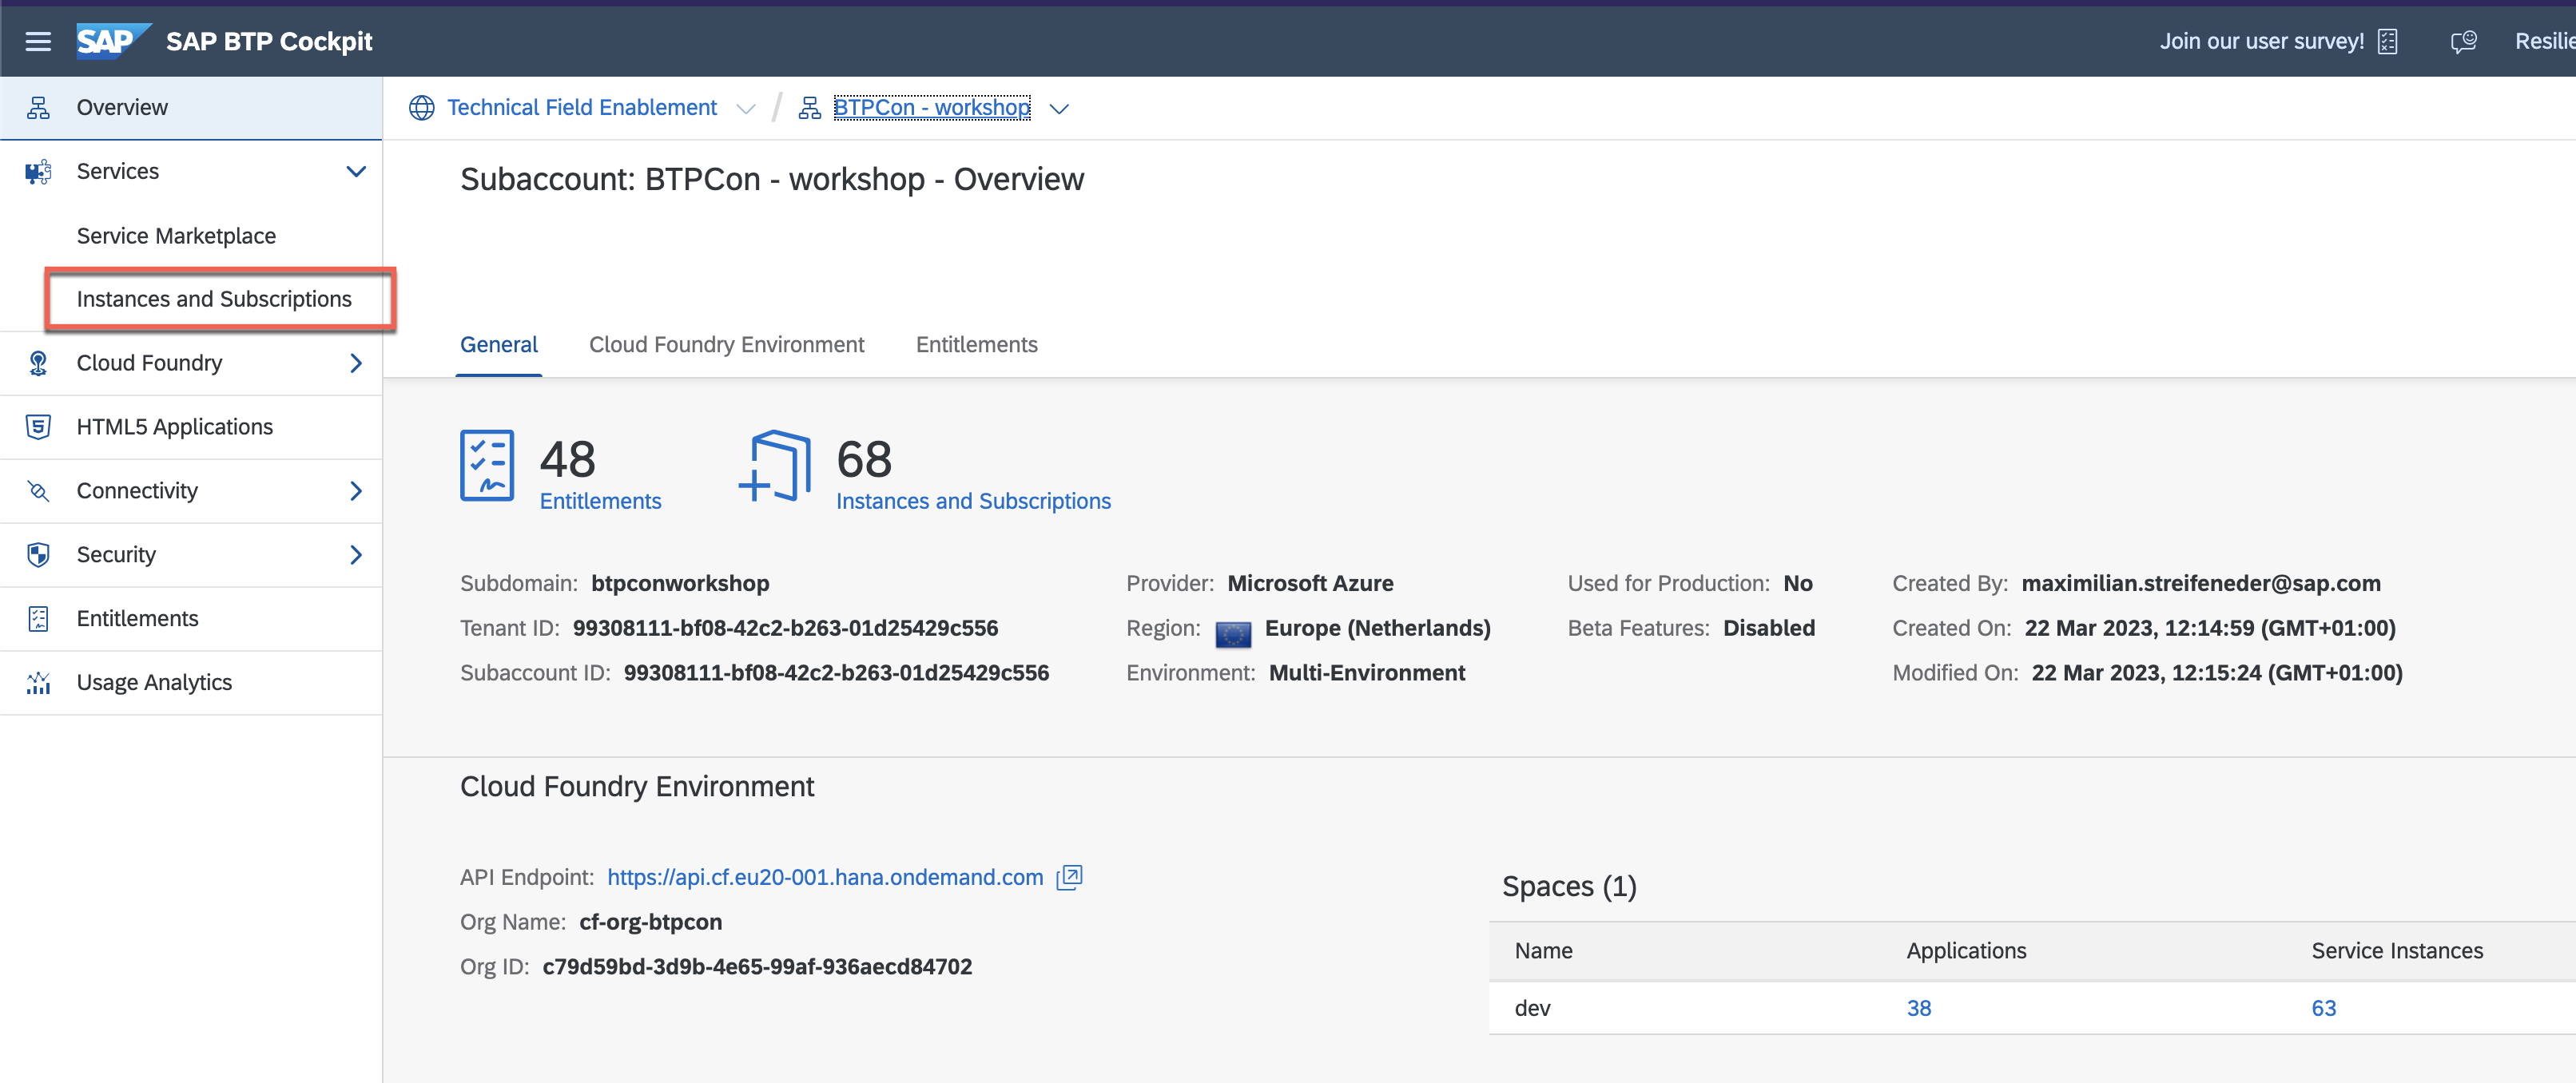 SAP SAP BTP Cockpit
Join our user survey!
Resilie
Overview
Services
Service Marketplace
Instances and Subscriptions
Cloud Foundry
HTML5 Applications
Connectivity
Security
Entitlements
Usage Analytics
Technical Field Enablement / BTPCon - workshop
Subaccount: BTPCon - workshop - Overview
General Cloud Foundry Environment Entitlements
48
Entitlements
68
Instances and Subscriptions
Subdomain: btpconworkshop
Tenant ID: 99308111-bf08-42c2-b263-01d25429c556
Subaccount ID: 99308111-bf08-42c2-b263-01d25429c556
Provider: Microsoft Azure
Region: Europe (Netherlands)
Environment: Multi-Environment
Used for Production: No
Beta Features: Disabled
Created By: maximilian.streifeneder@sap.com
Created On: 22 Mar 2023, 12:14:59 (GMT+01:00)
Modified On: 22 Mar 2023, 12:15:24 (GMT+01:00)
Cloud Foundry Environment
API Endpoint: https://api.cf.eu20-001.hana.ondemand.com
Org Name: cf-org-btpcon
Org ID: c79d59bd-3d9b-4e65-99af-936aecd84702
Spaces (1)
Name Applications Service Instances
dev 38 63